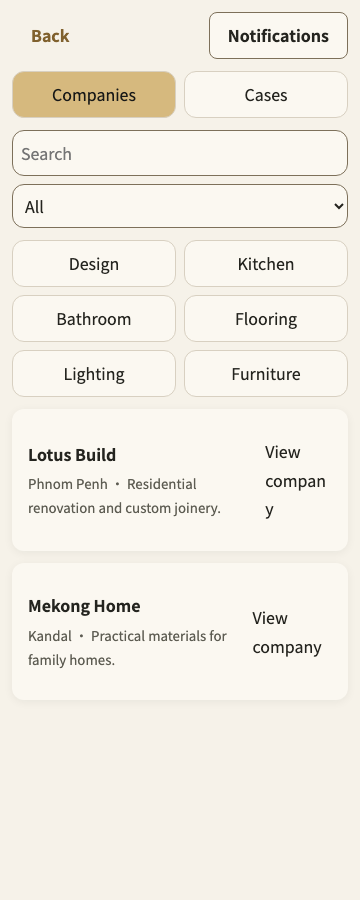 Back
Notifications
Companies
Cases
Search
All
Design
Kitchen
Bathroom
Flooring
Lighting
Furniture
Lotus Build
Phnom Penh • Residential
renovation and custom joinery.
View
compan
y
Mekong Home
Kandal • Practical materials for
family homes.
View
company